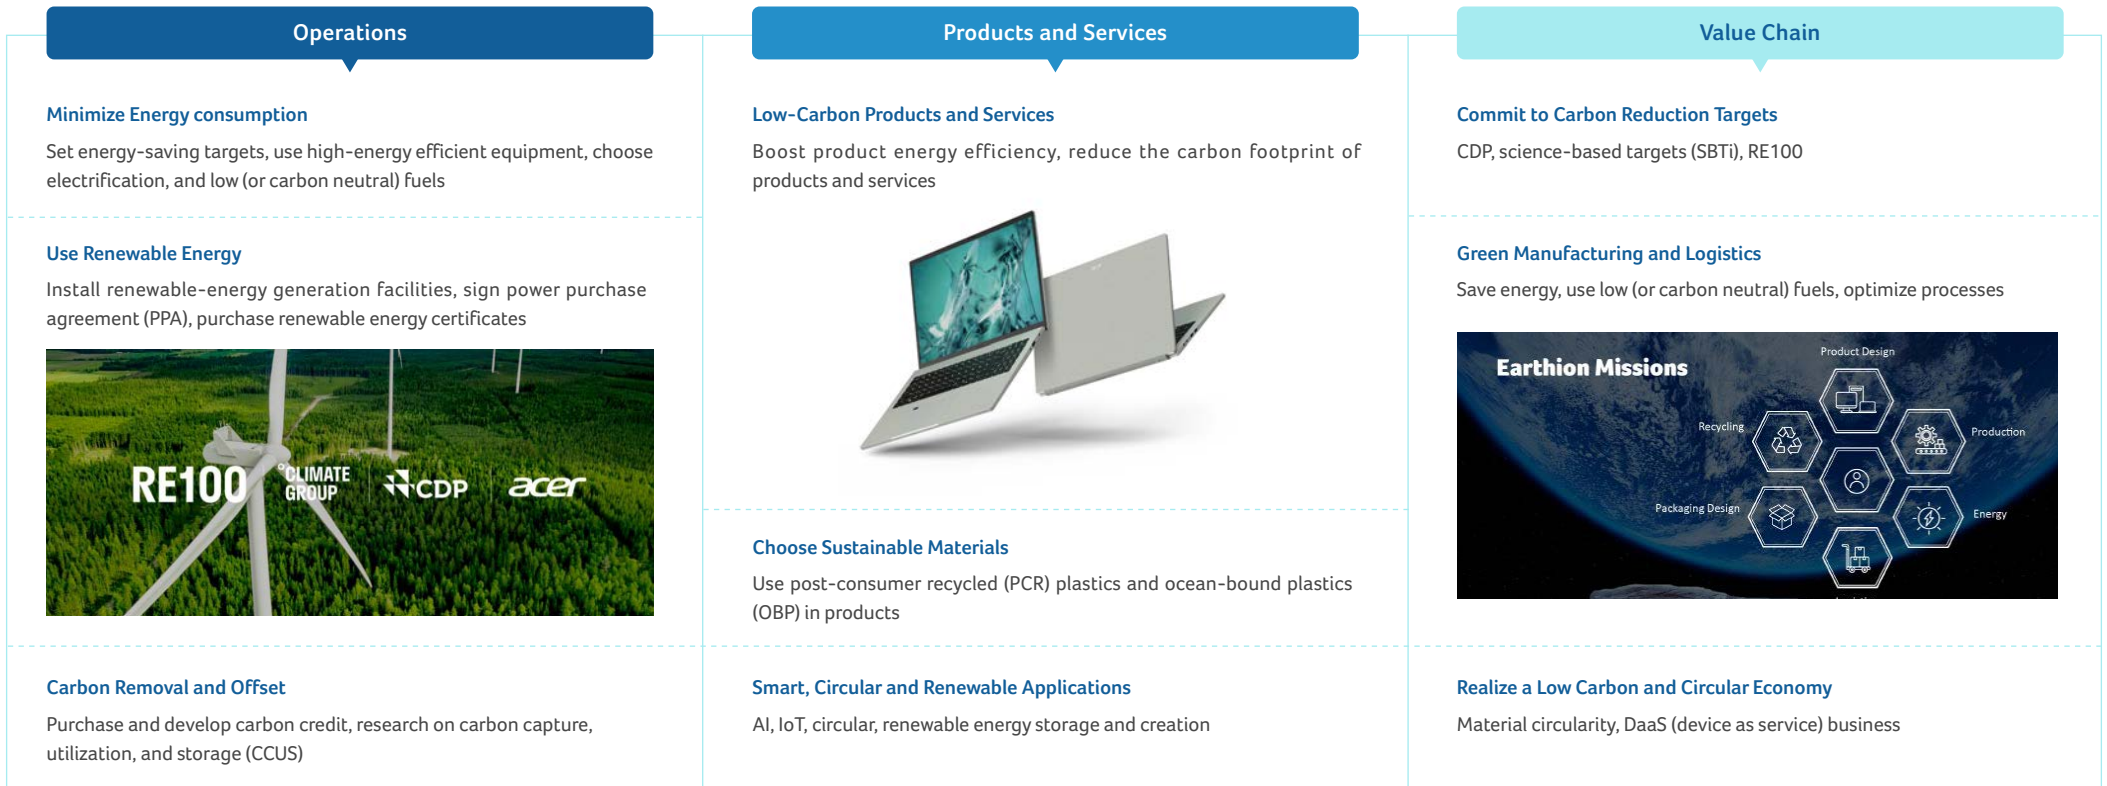 Operations
Minimize Energy consumption
Set energy-saving targets, use high-energy efficient equipment, choose
electrification, and low (or carbon neutral) fuels
Use Renewable Energy
Install renewable-energy generation facilities, sign power purchase
agreement (PPA), purchase renewable energy certificates
RE100
°CLIMATE
GROUP
CDP
acer
Carbon Removal and Offset
Purchase and develop carbon credit, research on carbon capture,
utilization, and storage (CCUS)
Products and Services
Low-Carbon Products and Services
Boost product energy efficiency, reduce the carbon footprint of
products and services
Choose Sustainable Materials
Use post-consumer recycled (PCR) plastics and ocean-bound plastics
(OBP) in products
Smart, Circular and Renewable Applications
AI, IoT, circular, renewable energy storage and creation
Value Chain
Commit to Carbon Reduction Targets
CDP, science-based targets (SBTi), RE100
Green Manufacturing and Logistics
Save energy, use low (or carbon neutral) fuels, optimize processes
Earthion Missions
Product Design
Recycling
Production
Packaging Design
Energy
Realize a Low Carbon and Circular Economy
Material circularity, DaaS (device as service) business